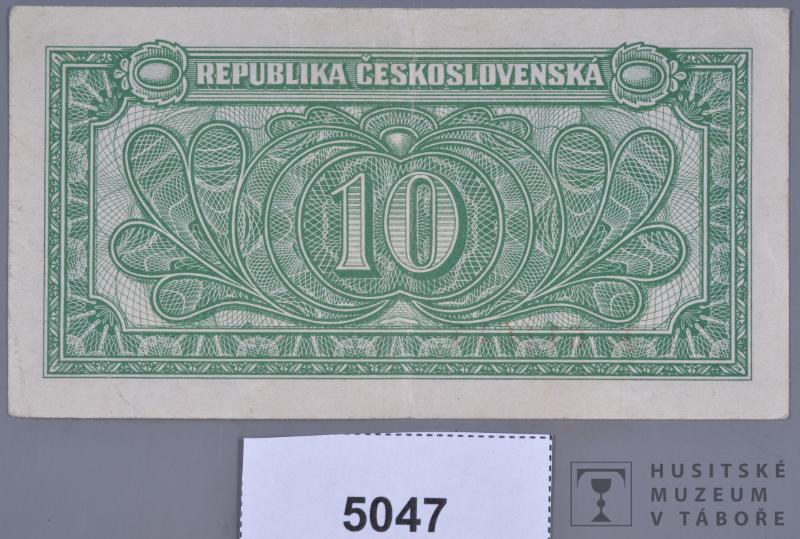 REPUBLIKA ČESKOSLOVENSKÁ
10
5047
HUSITSKÉ
MUZEUM
V TÁBOŘE